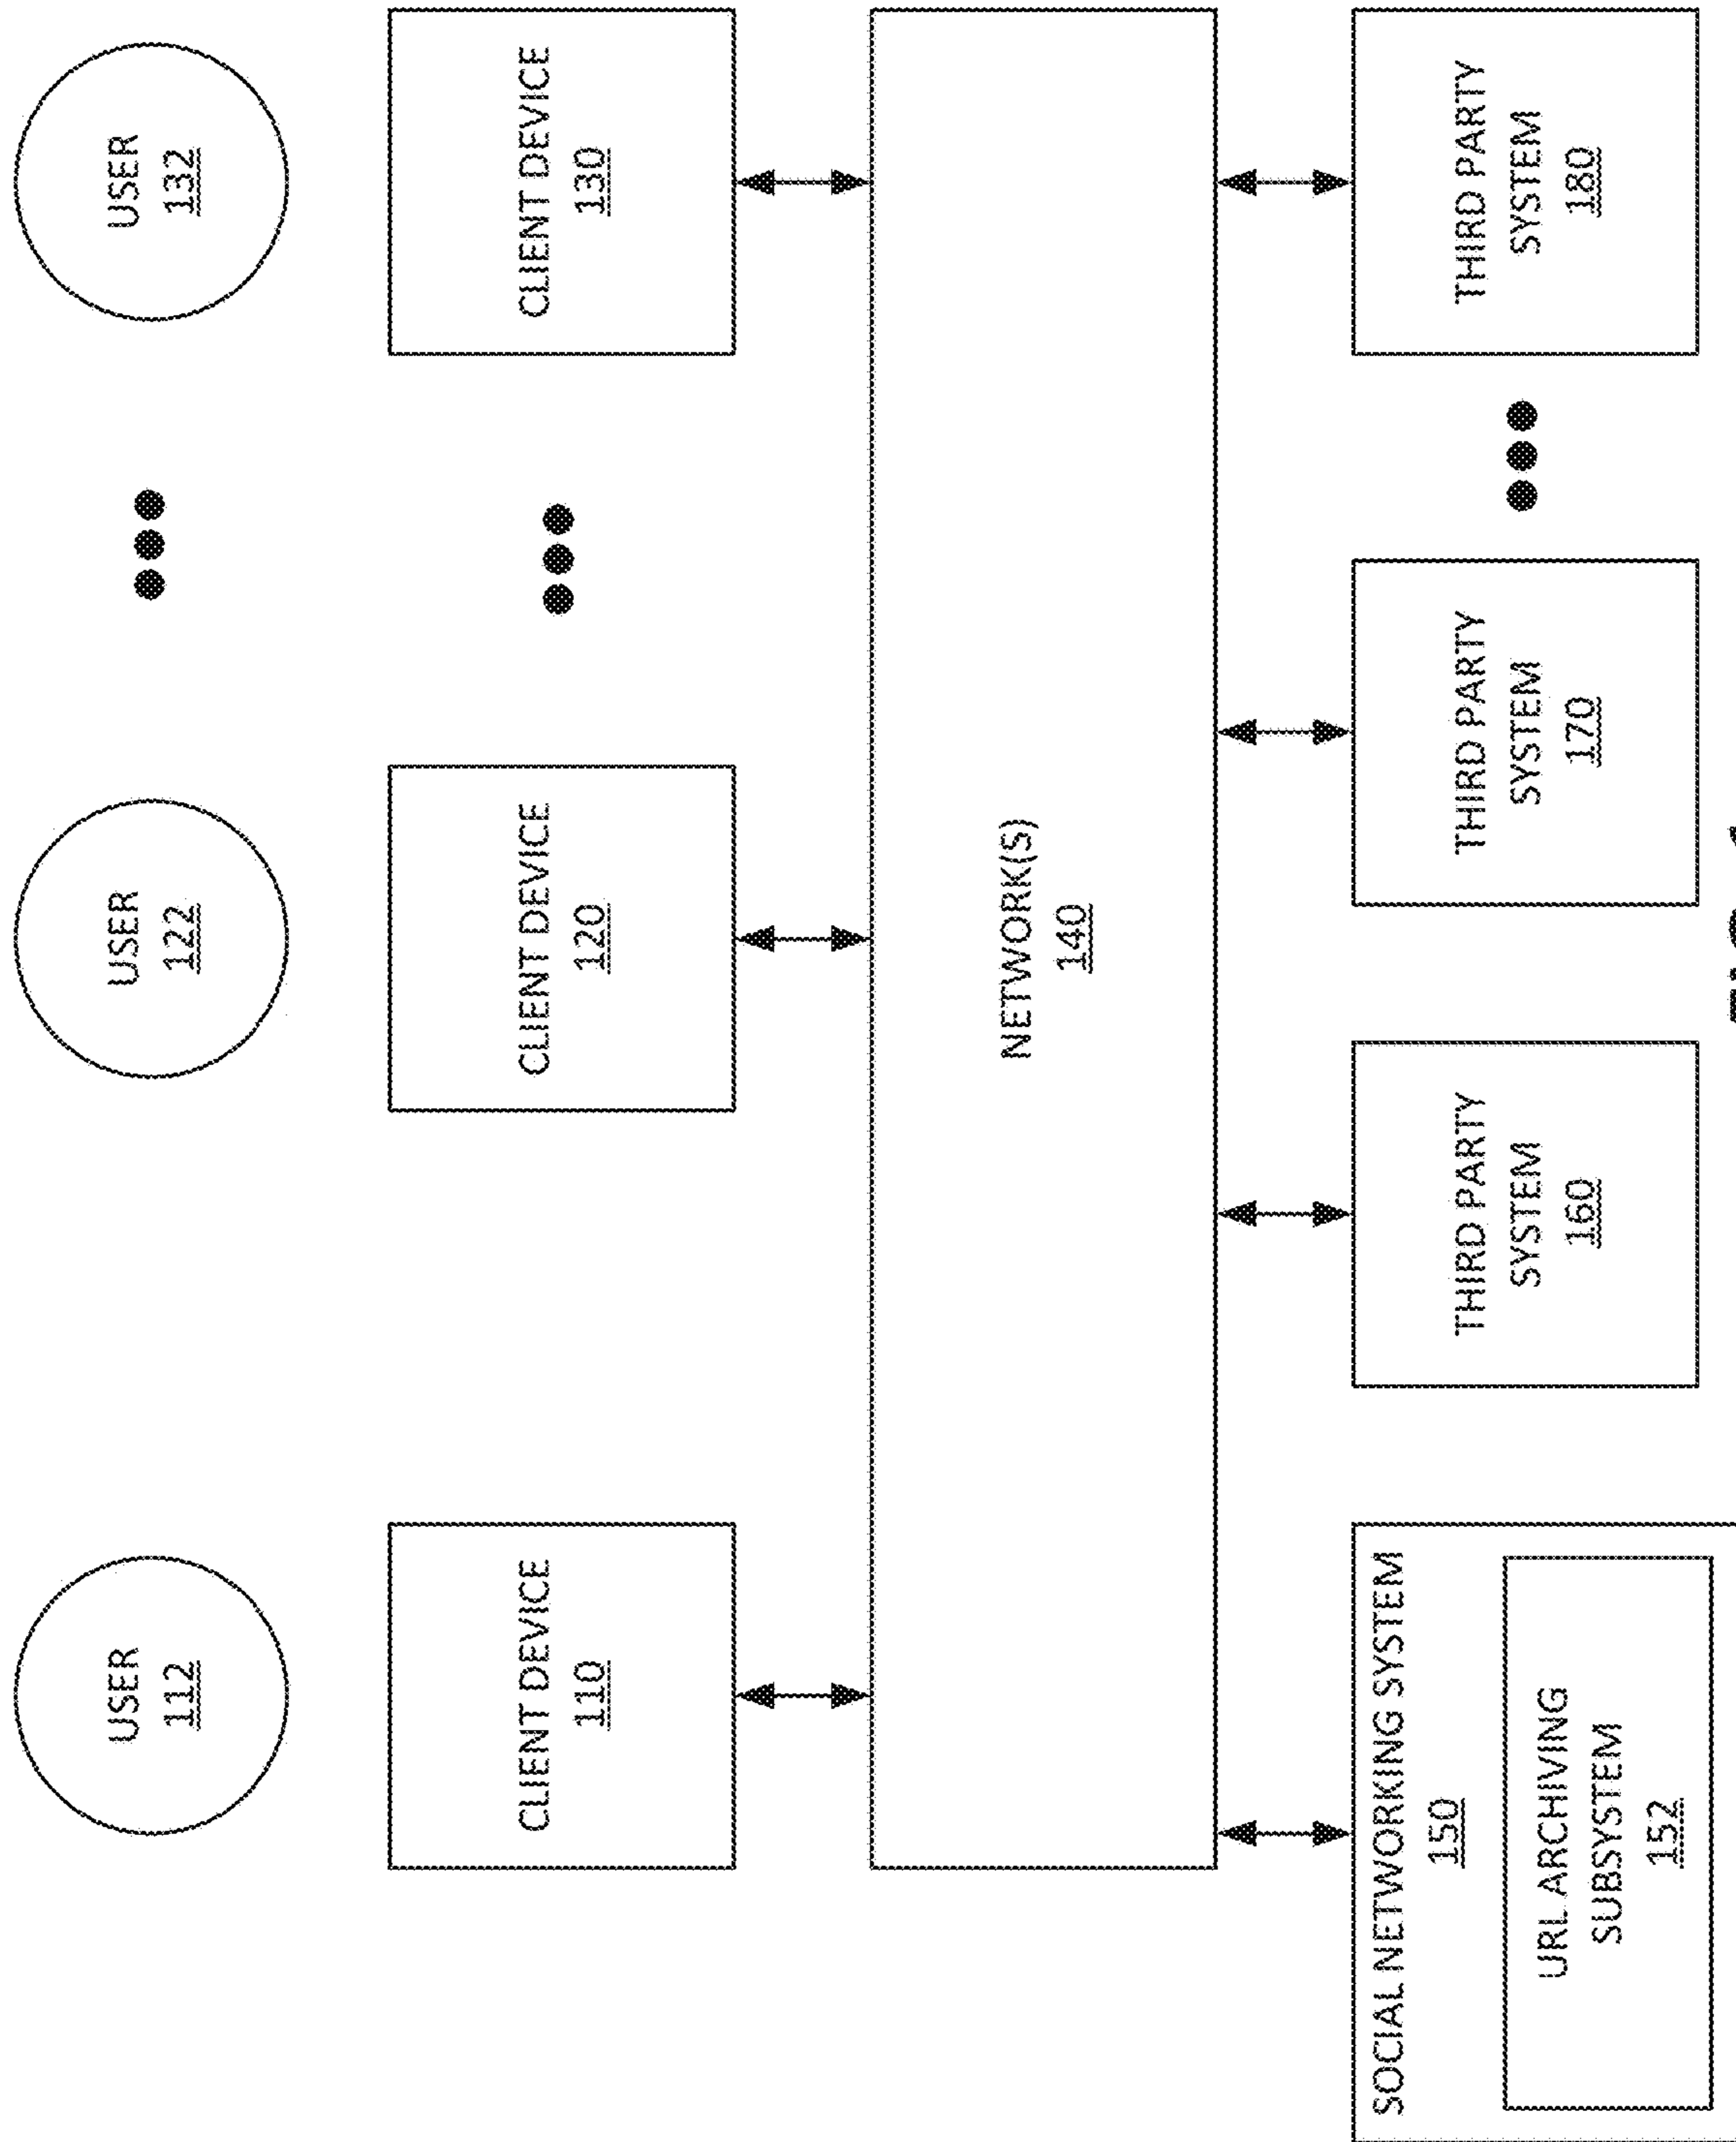 USER
112
USER
122
USER
132
CLIENT DEVICE
110
CLIENT DEVICE
120
CLIENT DEVICE
130
NETWORK(S)
140
SOCIAL NETWORKING SYSTEM
150
URL ARCHIVING
SUBSYSTEM
152
THIRD PARTY
SYSTEM
160
THIRD PARTY
SYSTEM
170
THIRD PARTY
SYSTEM
180